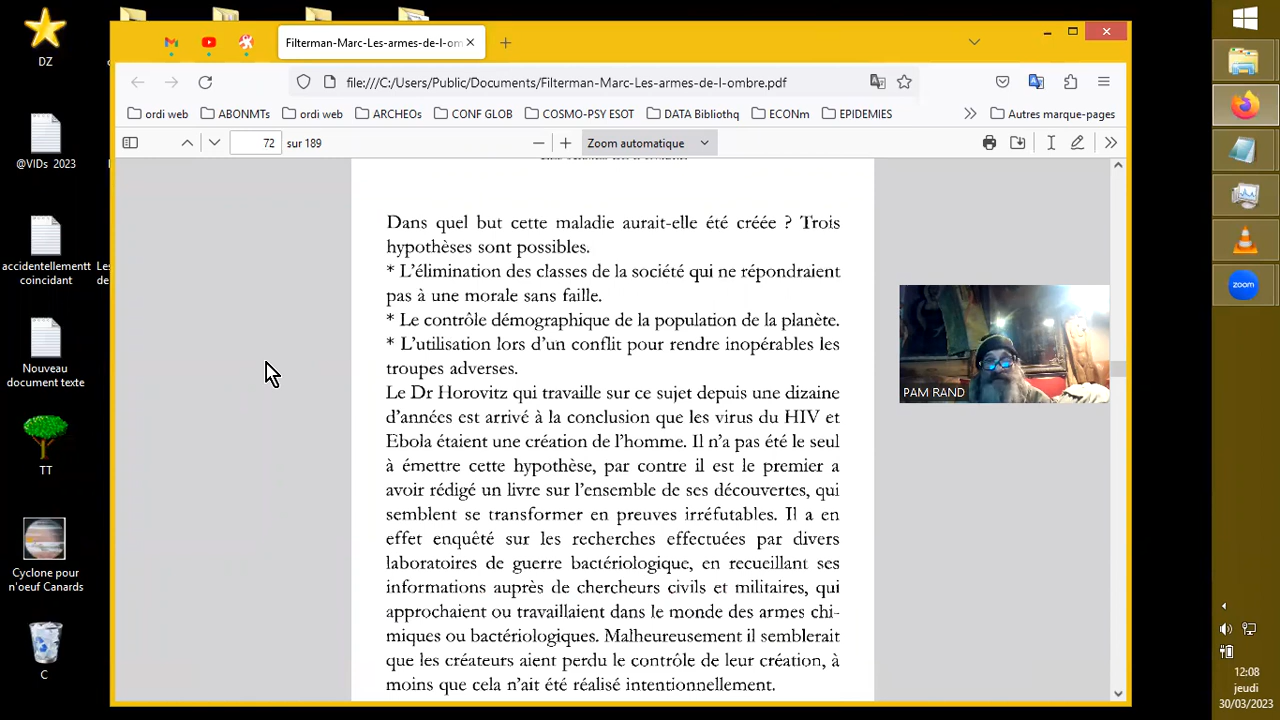 DZ
@VIDs 2023
accidentellementt
coincidant
Les
de
Nouveau
document texte
TT
Cyclone pour
n'oeuf Canards
C
Filterman-Marc-Les-armes-de-l-om
file:///C:/Users/Public/Documents/Filterman-Marc-Les-armes-de-l-ombre.pdf
ordi web
ABONMTs
ordi web
ARCHEOs
CONF GLOB
COSMO-PSY ESOT
DATA Bibliothq
ECONm
EPIDEMIES
Autres marque-pages
72 sur 189
Zoom automatique
Dans quel but cette maladie aurait-elle été créée ? Trois
hypothèses sont possibles.
* L'élimination des classes de la société qui ne répondraient
pas à une morale sans faille.
* Le contrôle démographique de la population de la planète.
* L'utilisation lors d'un conflit pour rendre inopérables les
troupes adverses.
Le Dr Horovitz qui travaille sur ce sujet depuis une dizaine
d'années est arrivé à la conclusion que les virus du HIV et
Ebola étaient une création de l'homme. Il n'a pas été le seul
à émettre cette hypothèse, par contre il est le premier a
avoir rédigé un livre sur l'ensemble de ses découvertes, qui
semblent se transformer en preuves irréfutables. Il a en
effet enquêté sur les recherches effectuées par divers
laboratoires de guerre bactériologique, en recueillant ses
informations auprès de chercheurs civils et militaires, qui
approchaient ou travaillaient dans le monde des armes chi-
miques ou bactériologiques. Malheureusement il semblerait
que les créateurs aient perdu le contrôle de leur création, à
moins que cela n'ait été réalisé intentionnellement.
PAM RAND
zoom
12:08
jeudi
30/03/2023